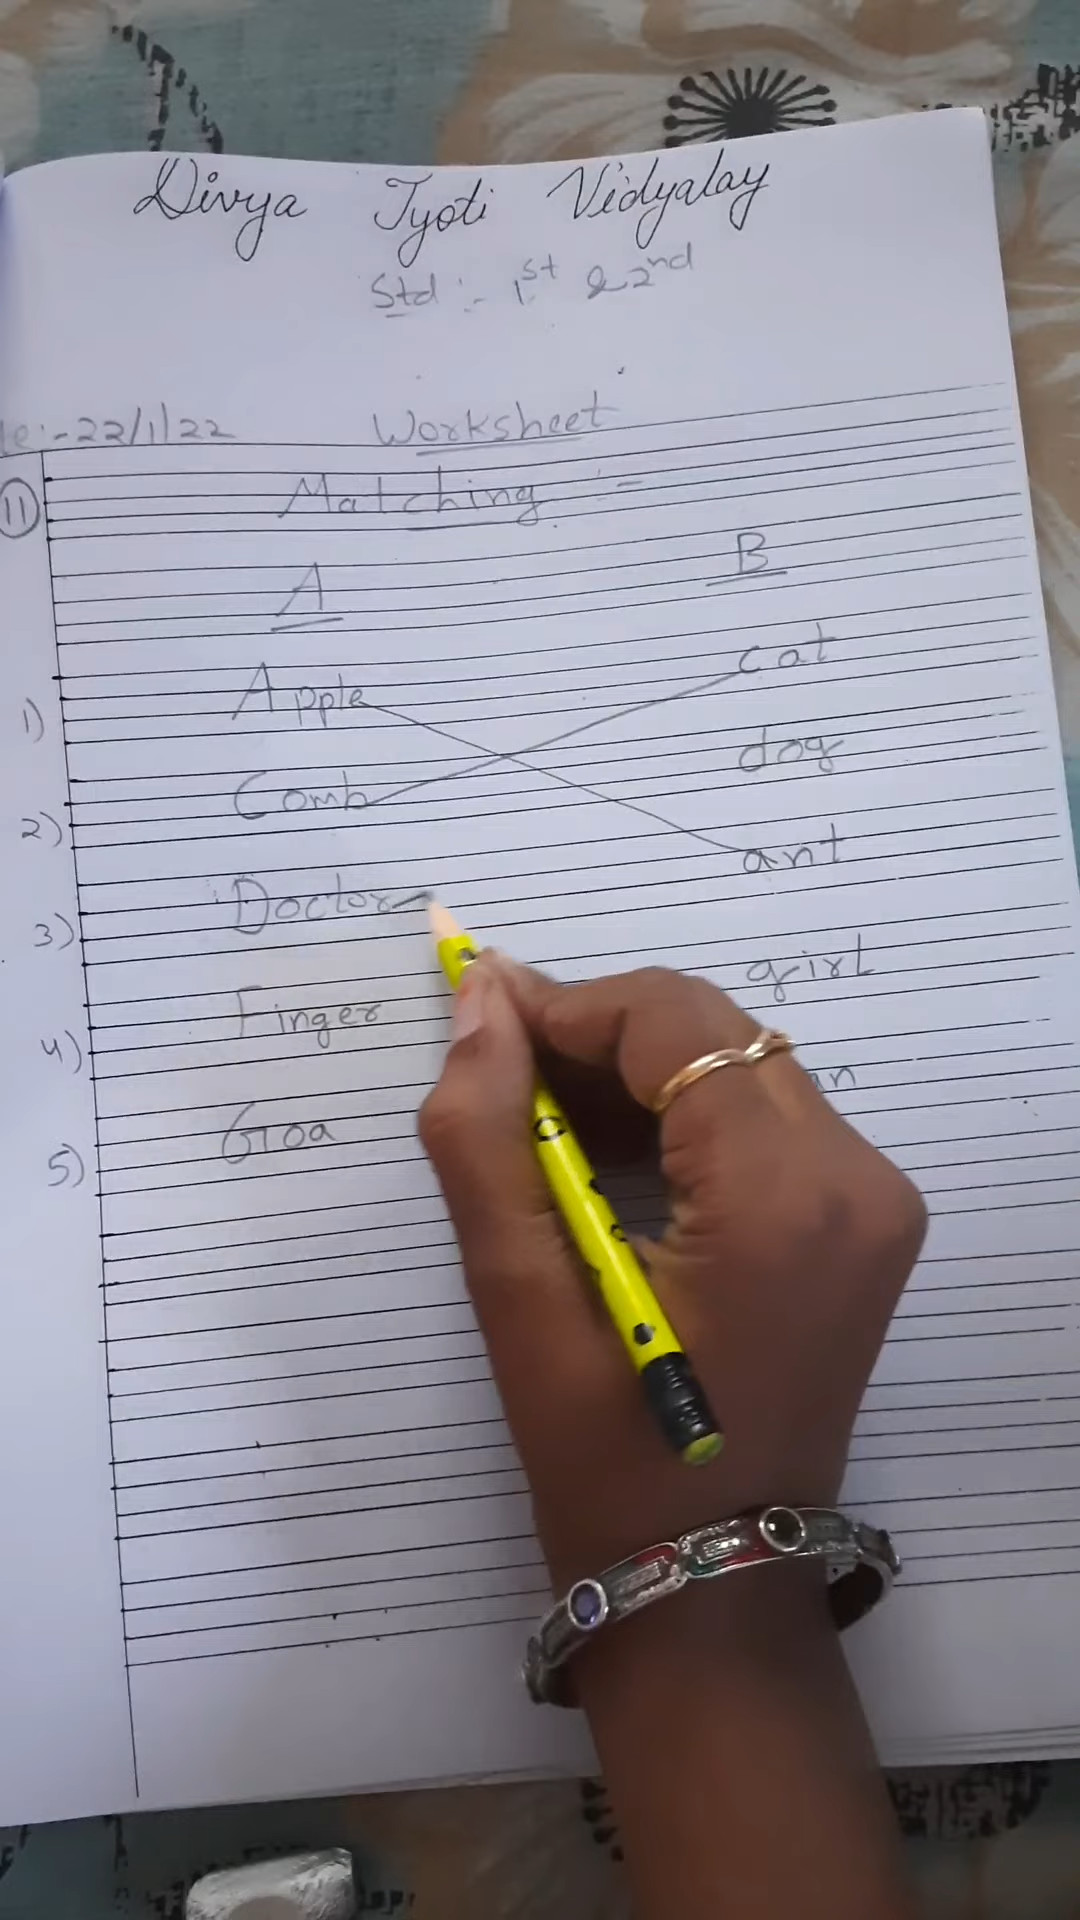 Divya Jyoti Vidyalay
Std :- 1st & 2nd
te:-22/1/22 Worksheet
11 Matching :-
A B
1) Apple cat
2) Comb dog
3) Doctor ant
4) Finger girl
5) Goa